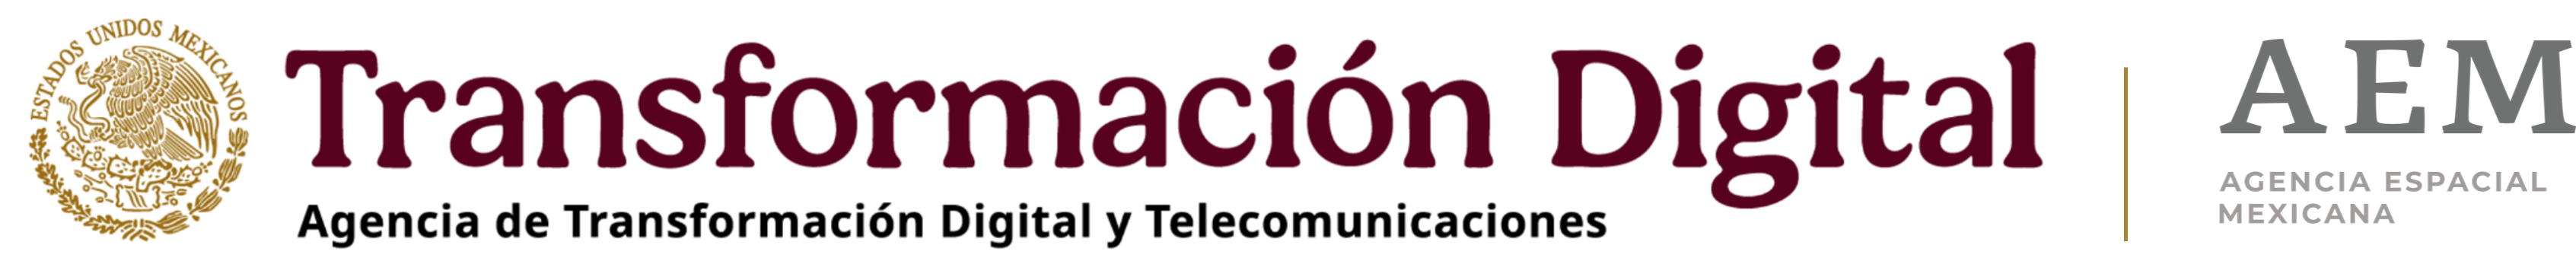 ESTADOS UNIDOS MEXICANOS
Transformación Digital
Agencia de Transformación Digital y Telecomunicaciones
AEM
AGENCIA ESPACIAL
MEXICANA